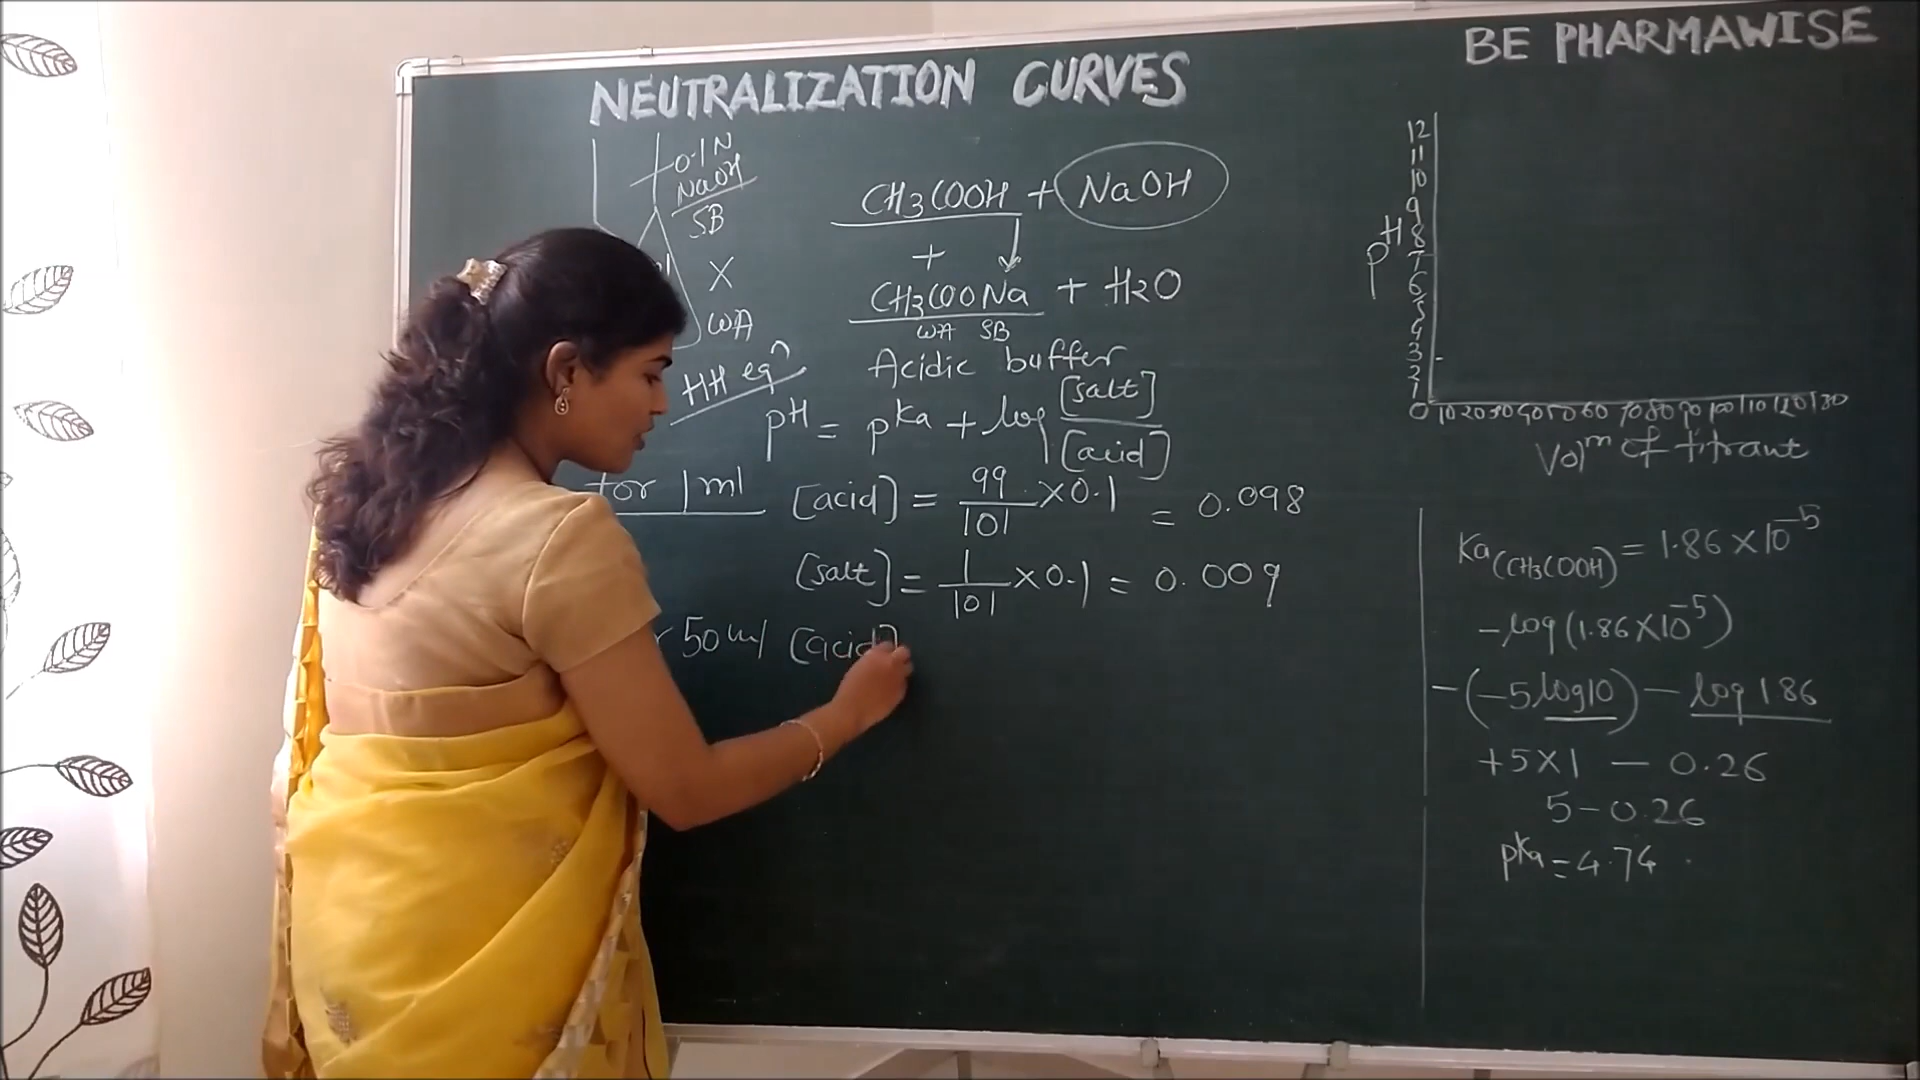 NEUTRALIZATION CURVES
BE PHARMAWISE
0.1N
NaOH
SB
X
WA
CH3COOH + NaOH
+
CH3COONa + H2O
WA SB
Acidic buffer
HH eqⁿ
pH = pKa + log [salt]/[acid]
for 1ml [acid] = 99/101 × 0.1 = 0.098
[salt] = 1/101 × 0.1 = 0.009
50ml [acid]
12
11
10
9
8
7
6
5
4
3
2
1
pH
0 10 20 30 40 50 60 70 80 90 100 110 120 130
Volᵐ of titrant
Ka(CH3COOH) = 1.86 × 10⁻⁵
-log(1.86×10⁻⁵)
-(-5log10) - log 186
+5×1 - 0.26
5-0.26
pKa = 4.74